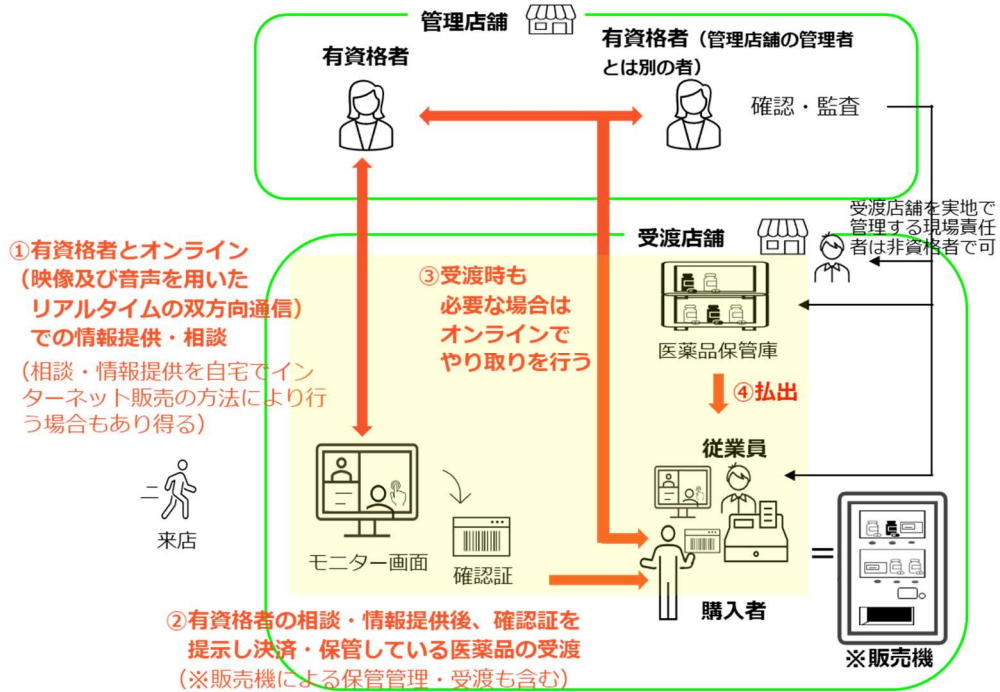 管理店舗
有資格者
有資格者（管理店舗の管理者
とは別の者）
確認・監査
受渡店舗を実地で
管理する現場責任
者は非資格者で可
受渡店舗
①有資格者とオンライン
（映像及び音声を用いた
リアルタイムの双方向通信）
での情報提供・相談
（相談・情報提供を自宅でイン
ターネット販売の方法により行
う場合もあり得る）
③受渡時も
必要な場合は
オンラインで
やり取りを行う
医薬品保管庫
④払出
従業員
来店
モニター画面
確認証
購入者
＝
※販売機
②有資格者の相談・情報提供後、確認証を
提示し決済・保管している医薬品の受渡
（※販売機による保管管理・受渡も含む）